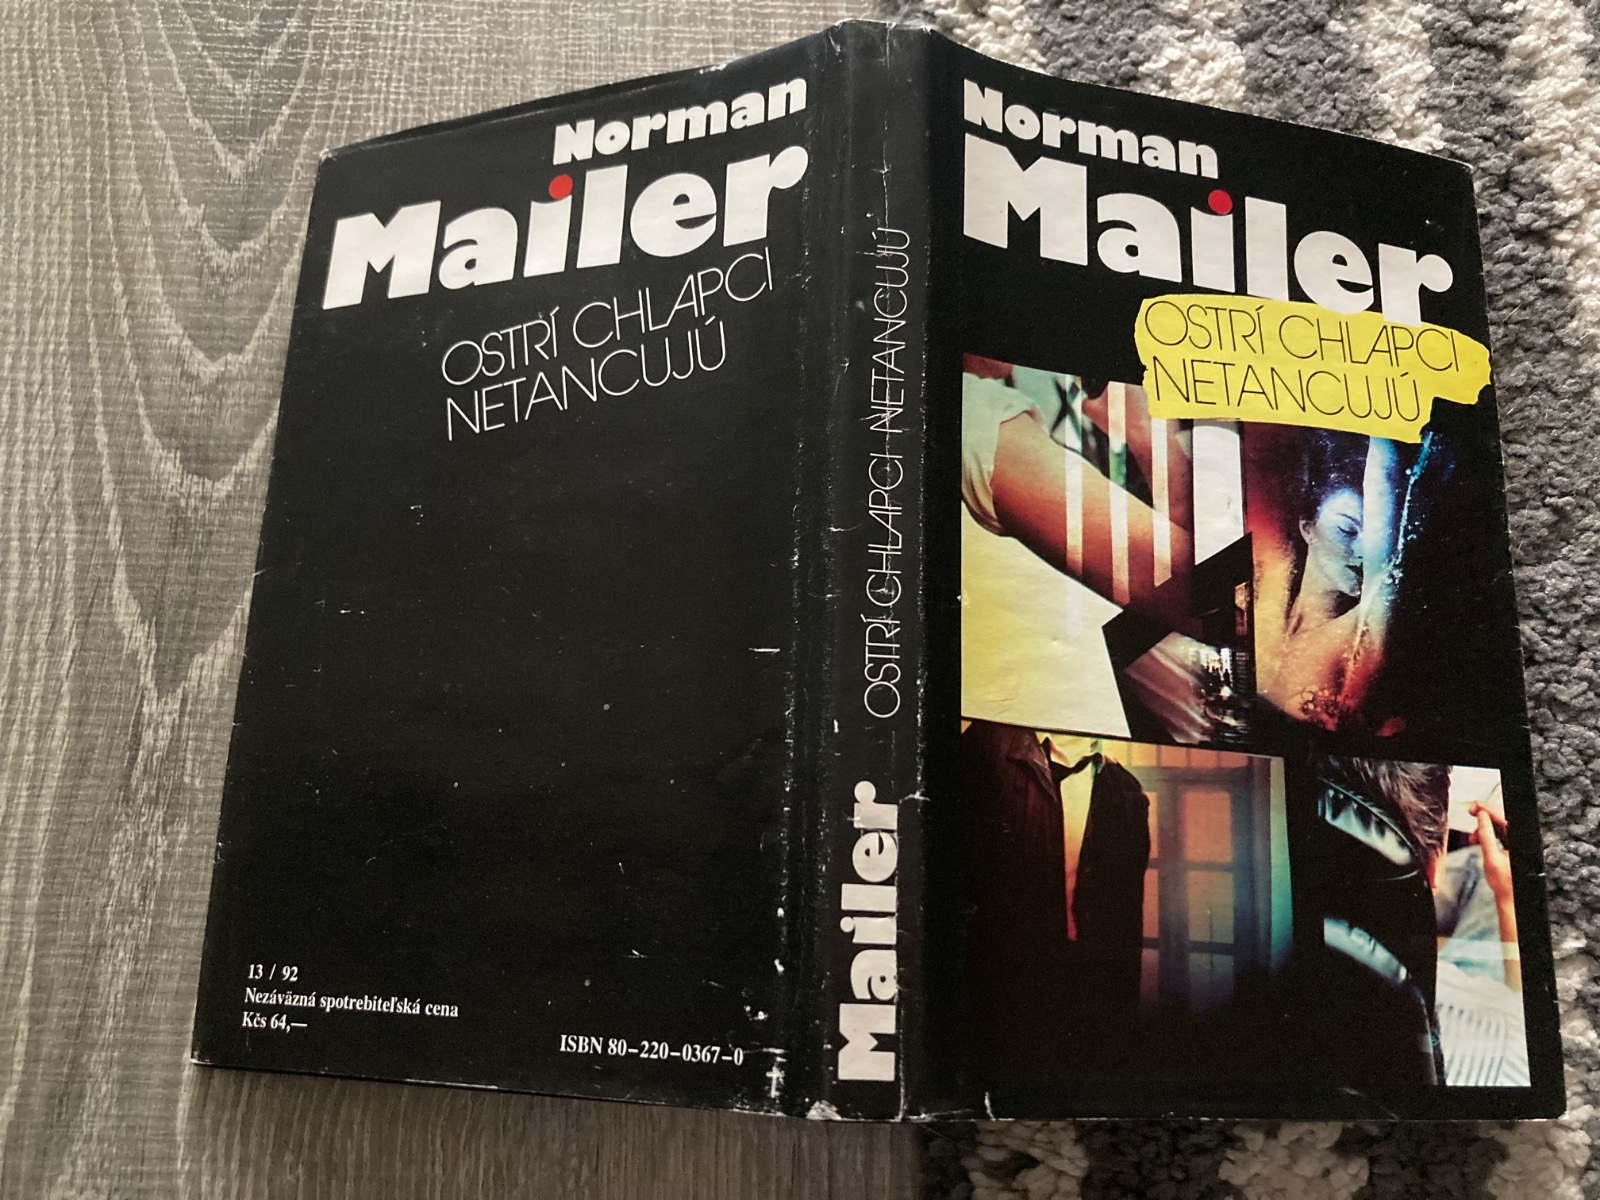 Norman
Mailer
OSTRÍ CHLAPCI
NETANCUJÚ
13 / 92
Nezáväzná spotrebiteľská cena
Kčs 64,—
ISBN 80-220-0367-0
Mailer OSTRÍ CHLAPCI NETANCUJÚ
Norman
Mailer
OSTRÍ CHLAPCI
NETANCUJÚ